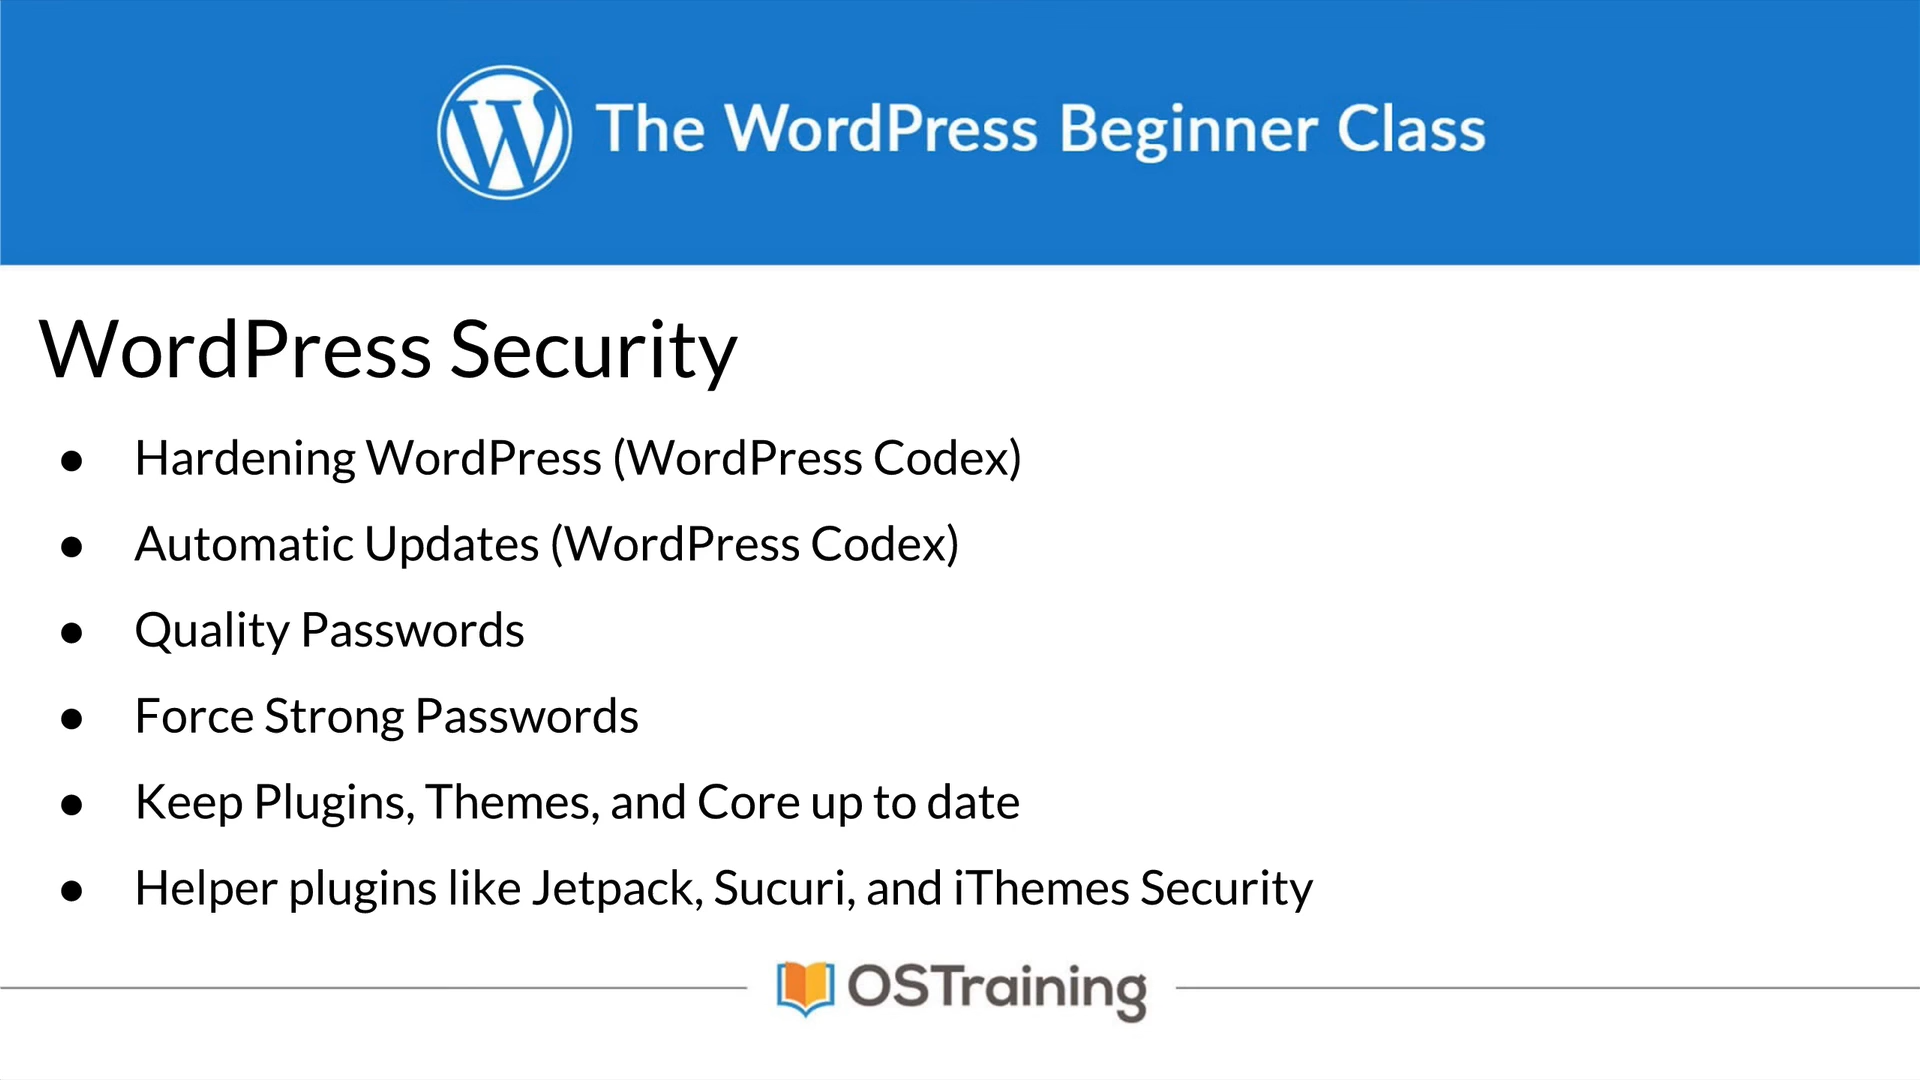 The WordPress Beginner Class
WordPress Security
● Hardening WordPress (WordPress Codex)
● Automatic Updates (WordPress Codex)
● Quality Passwords
● Force Strong Passwords
● Keep Plugins, Themes, and Core up to date
● Helper plugins like Jetpack, Sucuri, and iThemes Security
OSTraining